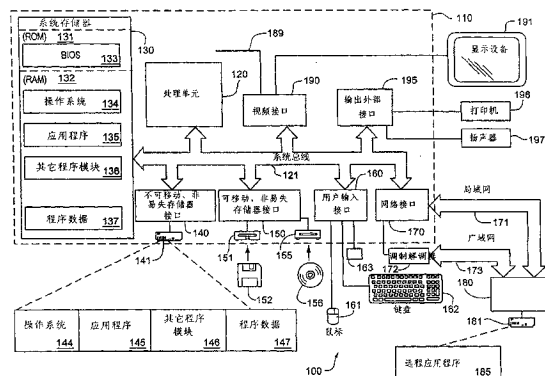 系统存储器
(ROM) 131
BIOS 133
(RAM) 132
操作系统 134
应用程序 135
其它程序模块 136
程序数据 137
130
110
189
191
显示设备
处理单元
120
190
视频接口
195
输出外部
接口
196
打印机
扬声器
197
系统总线
121
不可移动、非
易失存储器
接口
140
可移动、非易失
存储器接口
150
160
用户输入
接口
网络接口
170
局域网
171
广域网
173
调制解调器
172
141
151
155
152
156
163
161
鼠标
162
键盘
180
181
操作系统 144
应用程序 145
其它程序
模块 146
程序数据 147
100
远程应用程序
185